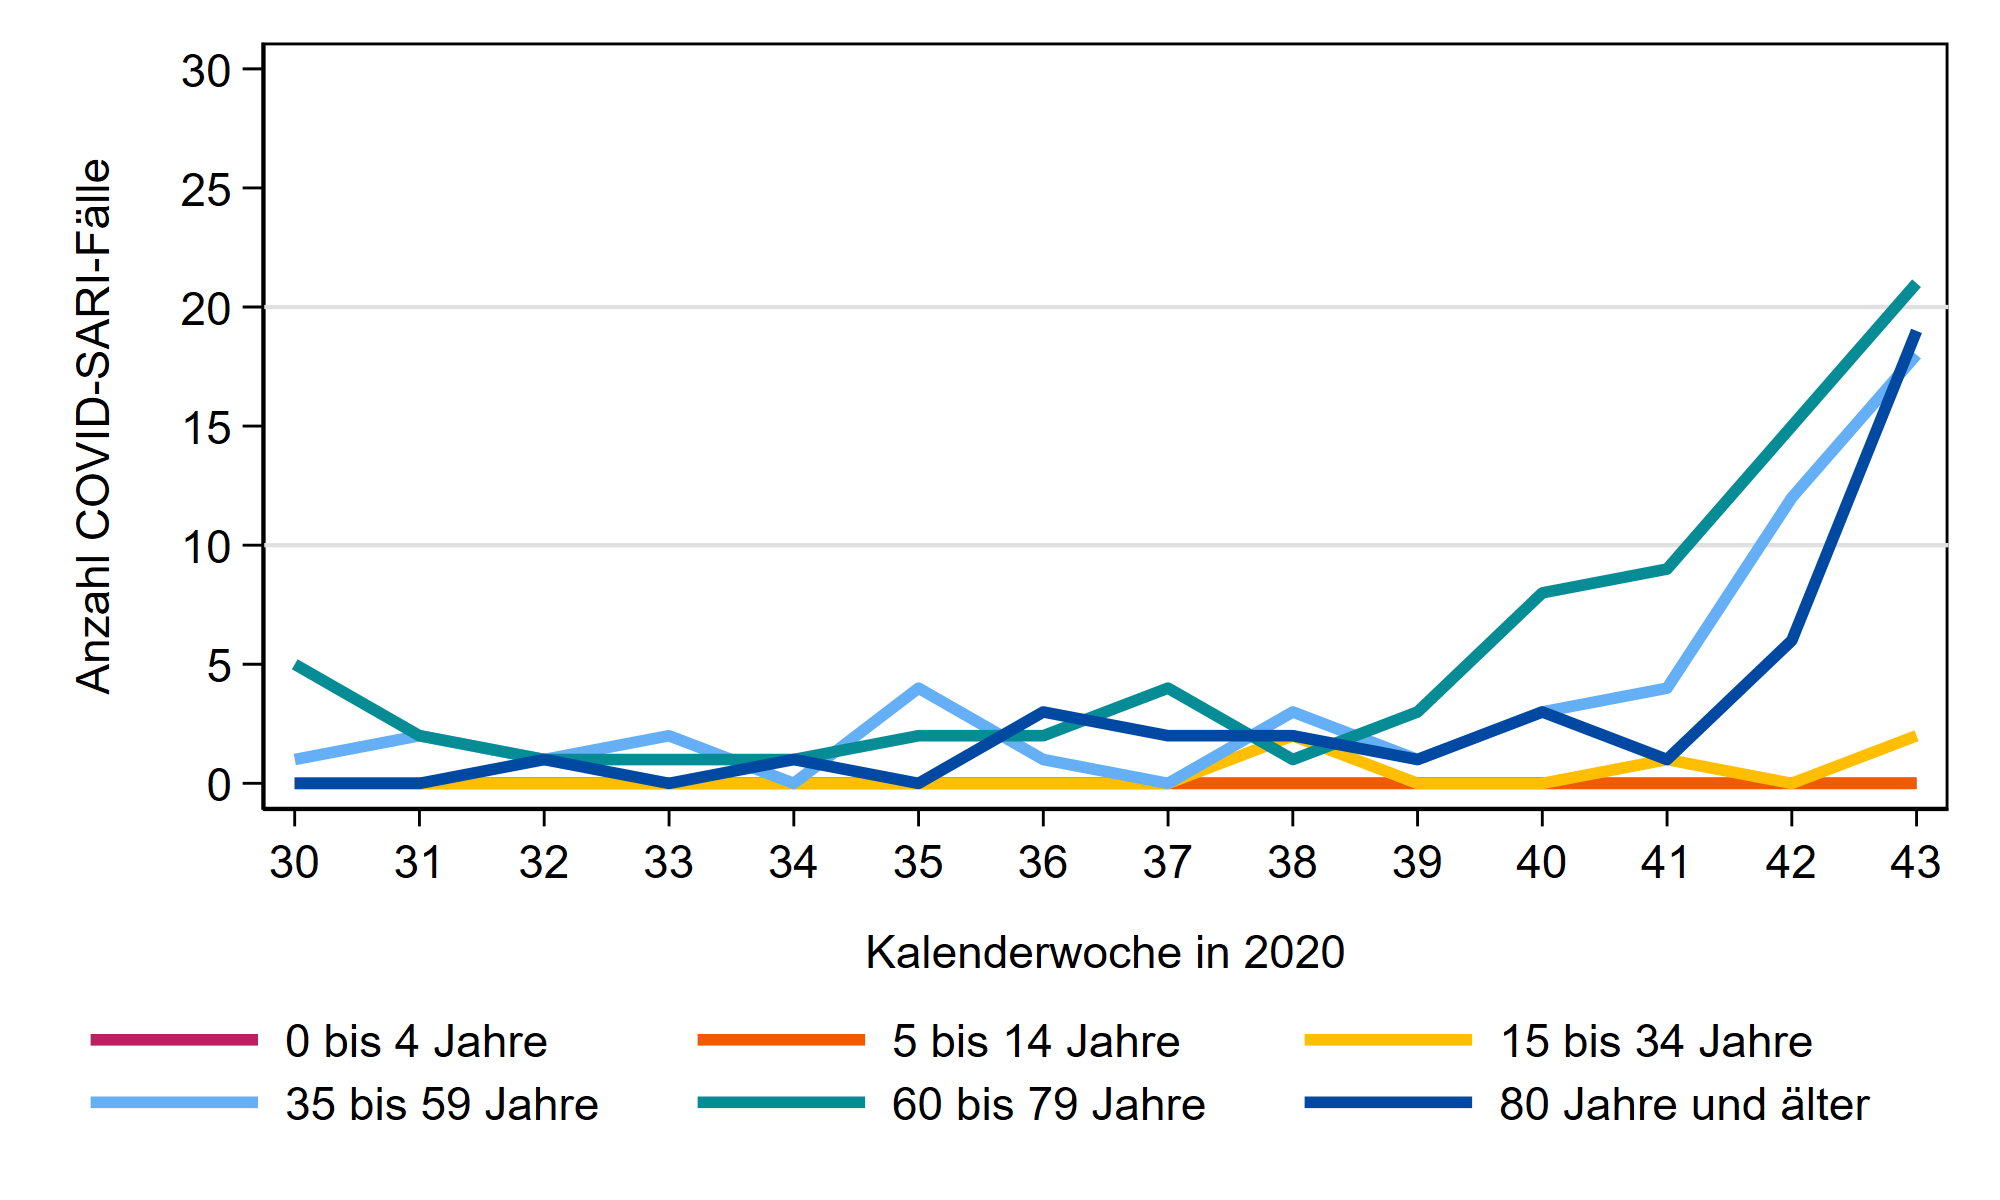 Anzahl COVID-SARI-Fälle
30
25
20
15
10
5
0
30 31 32 33 34 35 36 37 38 39 40 41 42 43
Kalenderwoche in 2020
0 bis 4 Jahre 5 bis 14 Jahre 15 bis 34 Jahre
35 bis 59 Jahre 60 bis 79 Jahre 80 Jahre und älter